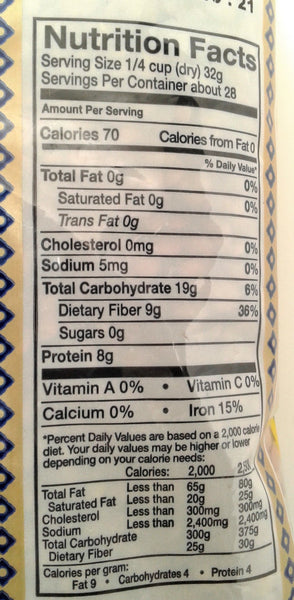 : 21
Nutrition Facts
Serving Size 1/4 cup (dry) 32g
Servings Per Container about 28
Amount Per Serving
Calories 70 Calories from Fat 0
% Daily Value*
Total Fat 0g 0%
Saturated Fat 0g 0%
Trans Fat 0g
Cholesterol 0mg 0%
Sodium 5mg 0%
Total Carbohydrate 19g 6%
Dietary Fiber 9g 36%
Sugars 0g
Protein 8g
Vitamin A 0% • Vitamin C 0%
Calcium 0% • Iron 15%
*Percent Daily Values are based on a 2,000 calorie
diet. Your daily values may be higher or lower
depending on your calorie needs:
Calories: 2,000
Total Fat Less than 65g 80g
Saturated Fat Less than 20g 25g
Cholesterol Less than 300mg 300mg
Sodium Less than 2,400mg 2,400mg
Total Carbohydrate 300g 375g
Dietary Fiber 25g 30g
Calories per gram:
Fat 9 • Carbohydrates 4 • Protein 4